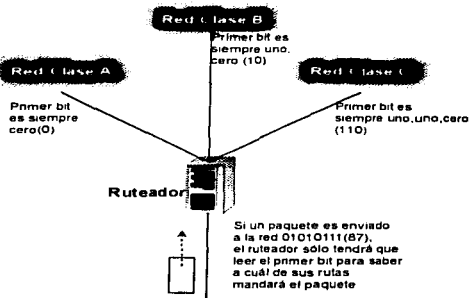 Red Clase B
Primer bit es
siempre uno,
cero (10)
Red Clase A
Primer bit
es siempre
cero(0)
Red Clase C
Primer bit es
siempre uno,uno,cero
(110)
Ruteador
Si un paquete es enviado
a la red 01010111(87),
el ruteador sólo tendrá que
leer el primer bit para saber
a cuál de sus rutas
mandará el paquete